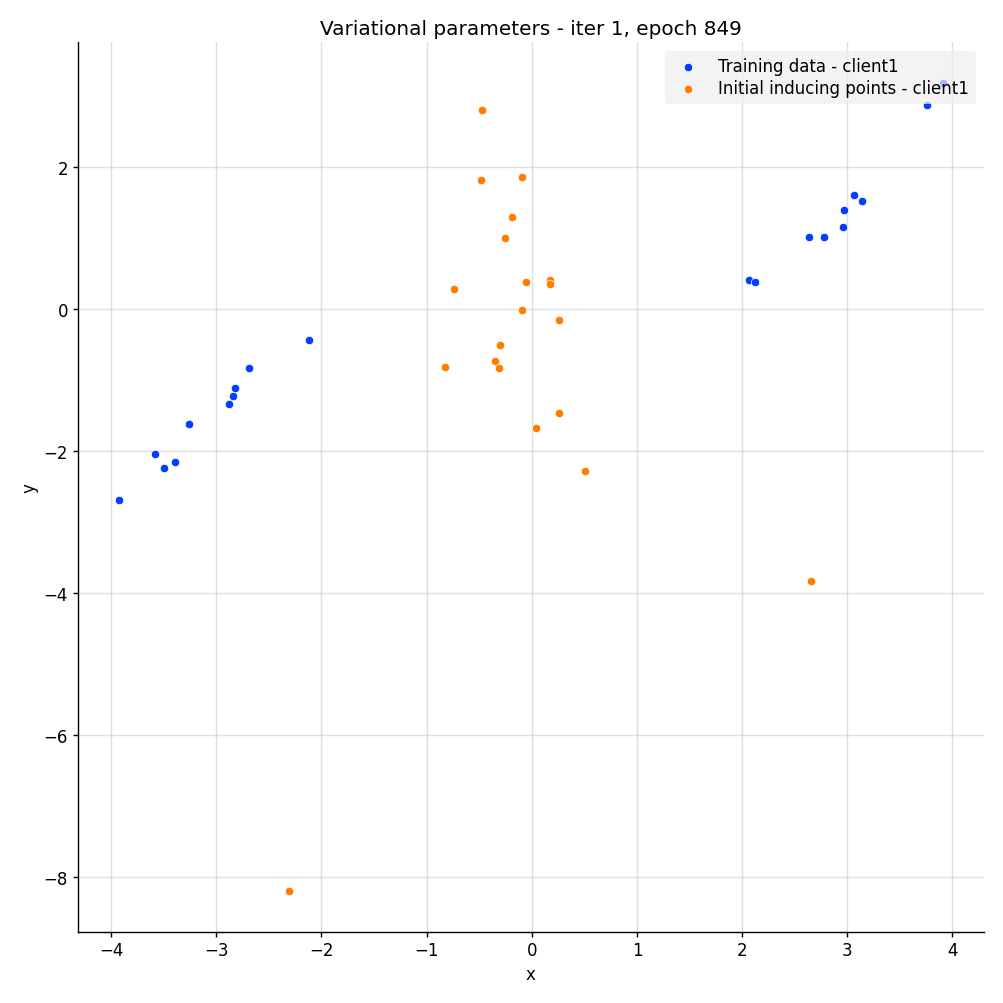 Variational parameters - iter 1, epoch 849
Training data - client1
Initial inducing points - client1
2
0
−2
−4
−6
−8
y
−4 −3 −2 −1 0 1 2 3 4
x